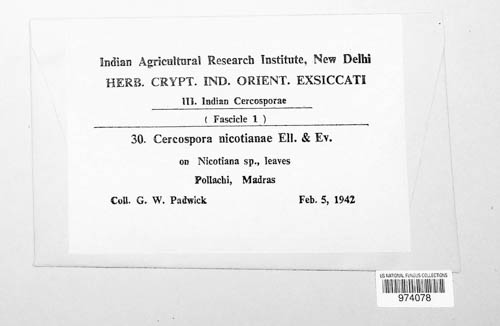 Indian Agricultural Research Institute, New Delhi
HERB. CRYPT. IND. ORIENT. EXSICCATI
III. Indian Cercosporae
( Fascicle 1 )
30. Cercospora nicotianae Ell. & Ev.
on Nicotiana sp., leaves
Pollachi, Madras
Coll. G. W. Padwick Feb. 5, 1942
US NATIONAL FUNGUS COLLECTIONS
974078